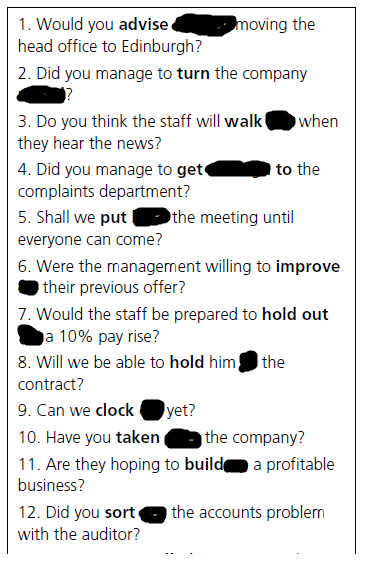 1. Would you advise moving the
head office to Edinburgh?
2. Did you manage to turn the company
?
3. Do you think the staff will walk when
they hear the news?
4. Did you manage to get to the
complaints department?
5. Shall we put the meeting until
everyone can come?
6. Were the management willing to improve
their previous offer?
7. Would the staff be prepared to hold out
a 10% pay rise?
8. Will we be able to hold him the
contract?
9. Can we clock yet?
10. Have you taken the company?
11. Are they hoping to build a profitable
business?
12. Did you sort the accounts problem
with the auditor?